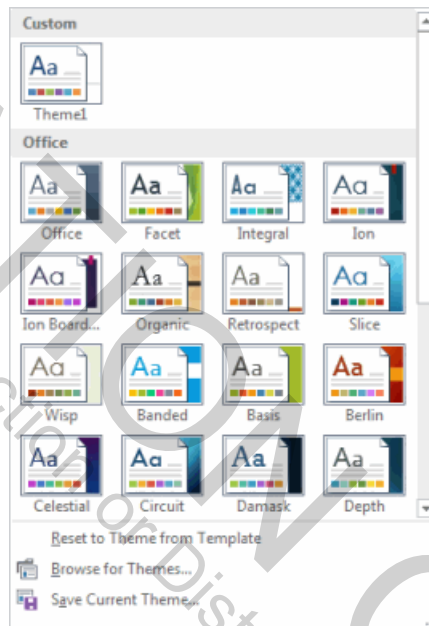 Custom
Aa
Theme1
Office
Aa Aa Aa Aa
Office Facet Integral Ion
Aa Aa Aa Aa
Ion Board... Organic Retrospect Slice
Aa Aa Aa Aa
Wisp Banded Basis Berlin
Aa Aa Aa Aa
Celestial Circuit Damask Depth
Reset to Theme from Template
Browse for Themes...
Save Current Theme...